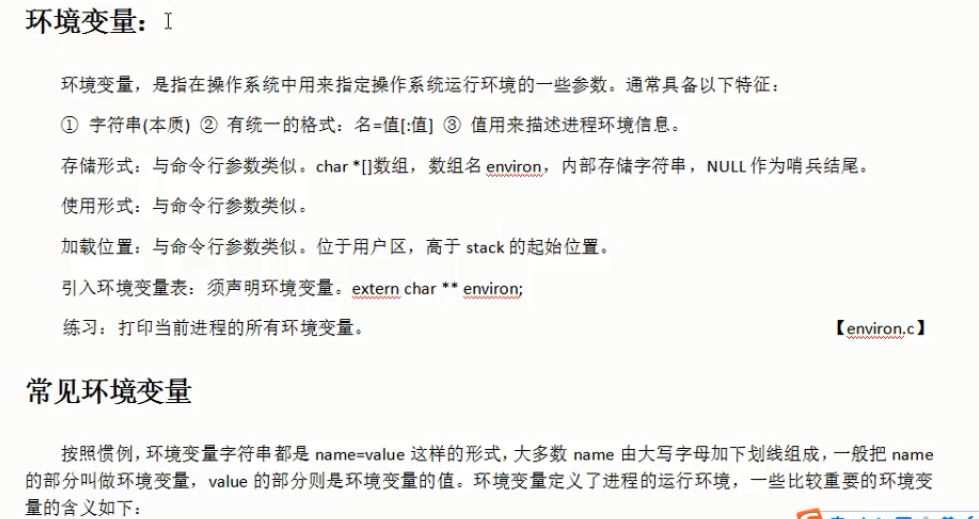 环境变量：
环境变量，是指在操作系统中用来指定操作系统运行环境的一些参数。通常具备以下特征：
① 字符串(本质) ② 有统一的格式：名=值[:值] ③ 值用来描述进程环境信息。
存储形式：与命令行参数类似。char *[]数组，数组名 environ，内部存储字符串，NULL 作为哨兵结尾。
使用形式：与命令行参数类似。
加载位置：与命令行参数类似。位于用户区，高于 stack 的起始位置。
引入环境变量表：须声明环境变量。extern char ** environ;
练习：打印当前进程的所有环境变量。 【environ.c】
常见环境变量
按照惯例，环境变量字符串都是 name=value 这样的形式，大多数 name 由大写字母加下划线组成，一般把 name
的部分叫做环境变量，value 的部分则是环境变量的值。环境变量定义了进程的运行环境，一些比较重要的环境变
量的含义如下：